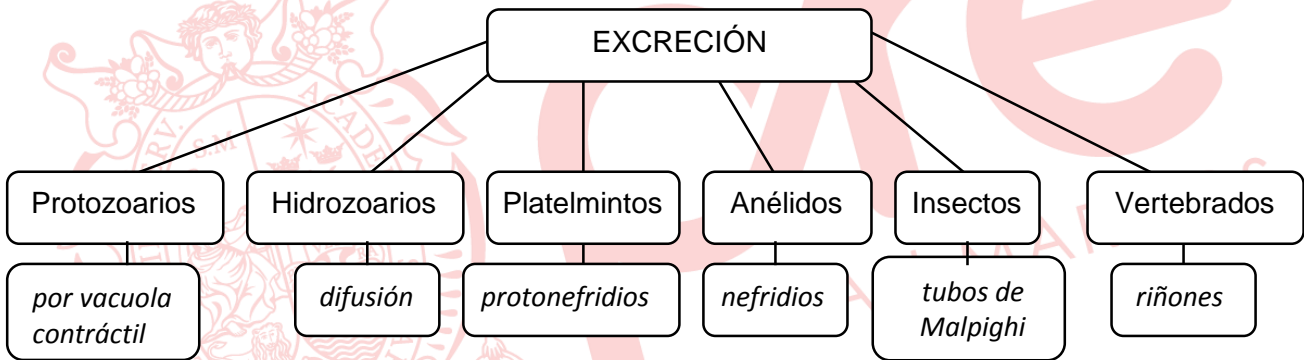 EXCRECIÓN
Protozoarios
Hidrozoarios
Platelmintos
Anélidos
Insectos
Vertebrados
por vacuola
contráctil
difusión
protonefridios
nefridios
tubos de
Malpighi
riñones